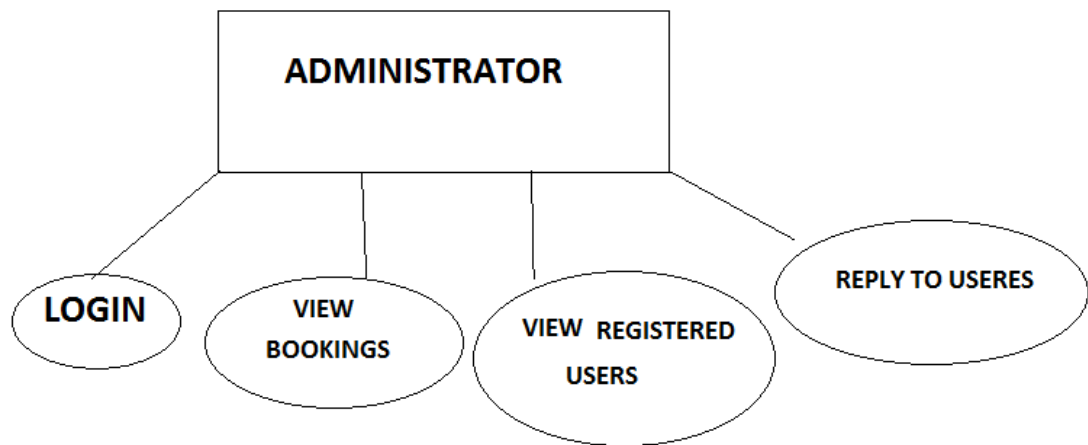 ADMINISTRATOR
LOGIN
VIEW
BOOKINGS
VIEW REGISTERED
USERS
REPLY TO USERES